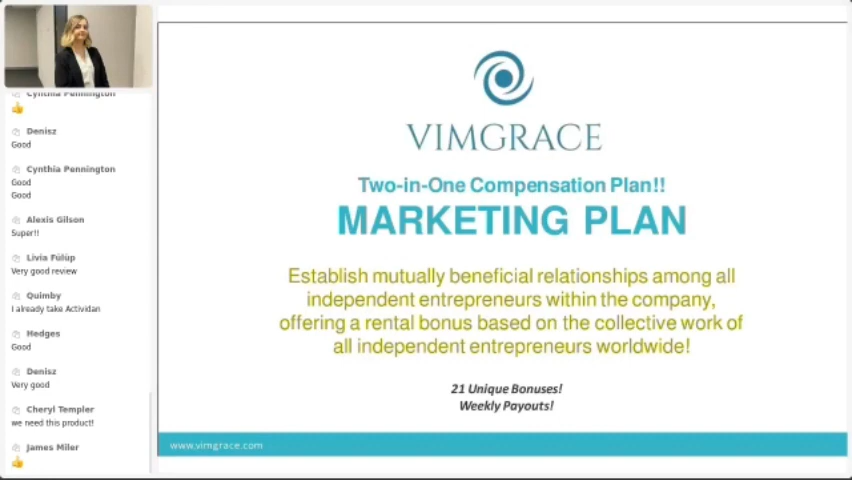 Cynthia Pennington
Denisz
Good
Cynthia Pennington
Good
Good
Alexis Gilson
Super!!
Lívia Fülüp
Very good review
Quimby
I already take Actividan
Hedges
Good
Denisz
Very good
Cheryl Templer
we need this product!
James Miler
VIMGRACE
Two-in-One Compensation Plan!!
MARKETING PLAN
Establish mutually beneficial relationships among all
independent entrepreneurs within the company,
offering a rental bonus based on the collective work of
all independent entrepreneurs worldwide!
21 Unique Bonuses!
Weekly Payouts!
www.vimgrace.com